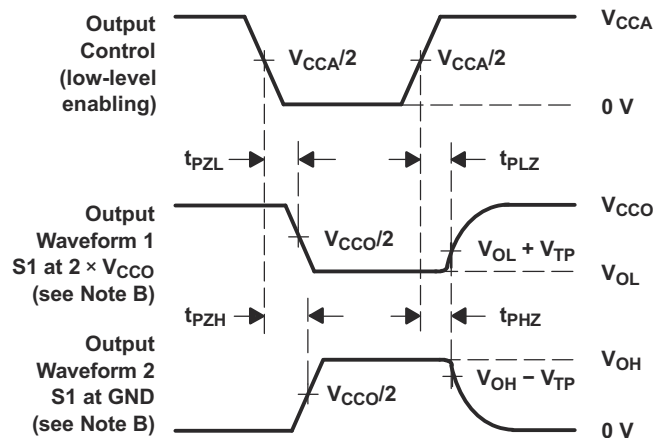 Output
Control
(low-level
enabling)
V_CCA/2
V_CCA/2
V_CCA
0 V
t_PZL
t_PLZ
Output
Waveform 1
S1 at 2 × V_CCO
(see Note B)
V_CCO/2
V_CCO
V_OL + V_TP
V_OL
t_PZH
t_PHZ
Output
Waveform 2
S1 at GND
(see Note B)
V_CCO/2
V_OH
V_OH − V_TP
0 V